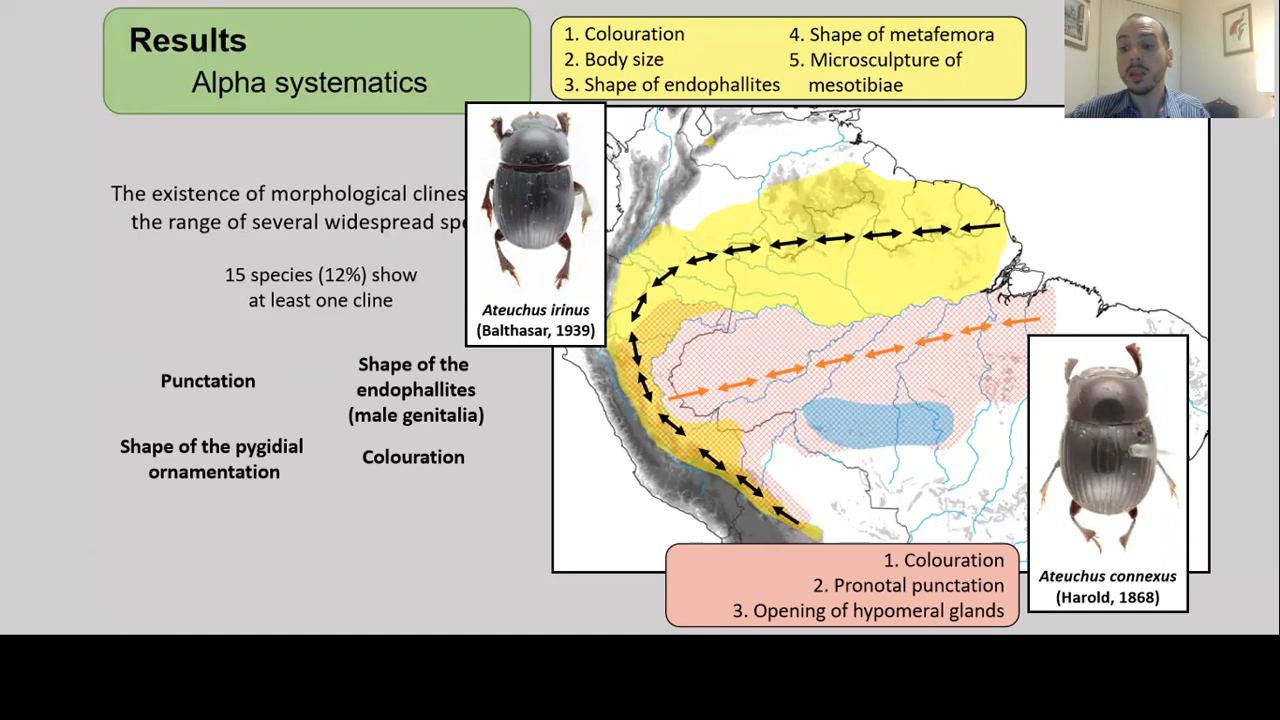 Results
Alpha systematics
The existence of morphological clines
the range of several widespread
15 species (12%) show
at least one cline
Punctation
Shape of the
endophallites
(male genitalia)
Shape of the pygidial
ornamentation
Colouration
1. Colouration
2. Body size
3. Shape of endophallites
4. Shape of metafemora
5. Microsculpture of
mesotibiae
Ateuchus irinus
(Balthasar, 1939)
Ateuchus connexus
(Harold, 1868)
1. Colouration
2. Pronotal punctation
3. Opening of hypomeral glands